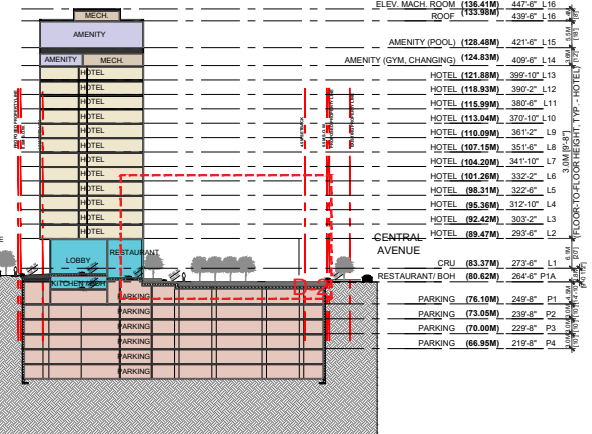 ELEV. MACH. ROOM (136.41M) 447'-6" L16
MECH.
ROOF (133.98M) 439'-6" L16
AMENITY
AMENITY (POOL) (128.48M) 421'-6" L15
AMENITY MECH.
AMENITY (GYM, CHANGING) (124.83M) 409'-6" L14
HOTEL
HOTEL (121.88M) 399'-10" L13
HOTEL
HOTEL (118.93M) 390'-2" L12
HOTEL
HOTEL (115.99M) 380'-6" L11
HOTEL
HOTEL (113.04M) 370'-10" L10
HOTEL
HOTEL (110.09M) 361'-2" L9
HOTEL
HOTEL (107.15M) 351'-6" L8
HOTEL
HOTEL (104.20M) 341'-10" L7
HOTEL
HOTEL (101.26M) 332'-2" L6
HOTEL
HOTEL (98.31M) 322'-6" L5
HOTEL
HOTEL (95.36M) 312'-10" L4
HOTEL
HOTEL (92.42M) 303'-2" L3
HOTEL
HOTEL (89.47M) 293'-6" L2
3.0M [9'-8"]
(FLOOR-TO-FLOOR HEIGHT, TYP. - HOTEL)
CENTRAL
AVENUE
LOBBY
RESTAURANT
CRU (83.37M) 273'-6" L1
RESTAURANT/ BOH (80.62M) 264'-6" P1A
KITCHEN
PARKING
PARKING (76.10M) 249'-8" P1
PARKING
PARKING (73.05M) 239'-8" P2
PARKING
PARKING (70.00M) 229'-8" P3
PARKING
PARKING (66.95M) 219'-8" P4
PARKING
PARKING